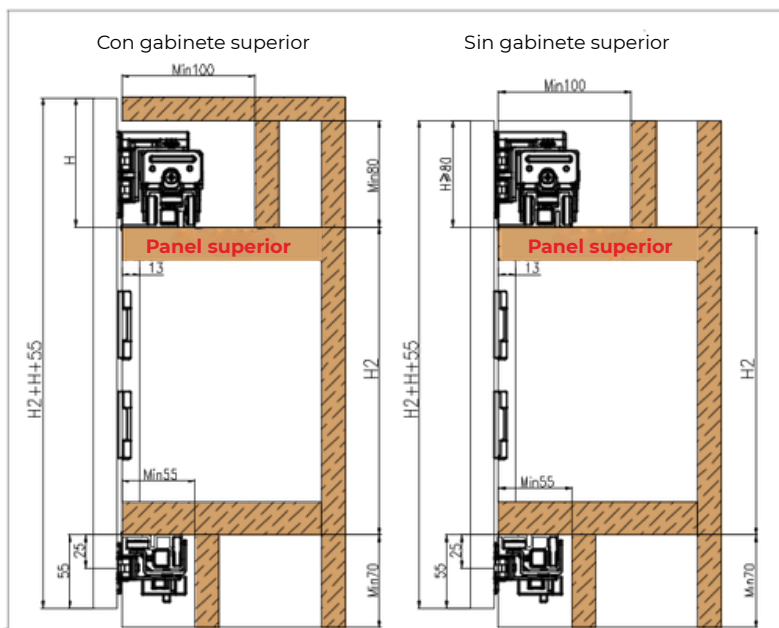 Con gabinete superior
Min100
H
Min80
Panel superior
13
H2+H+55
H2
Min55
25
55
Min70
Sin gabinete superior
Min100
H≥80
Panel superior
13
H2+H+55
H2
Min55
25
55
Min70